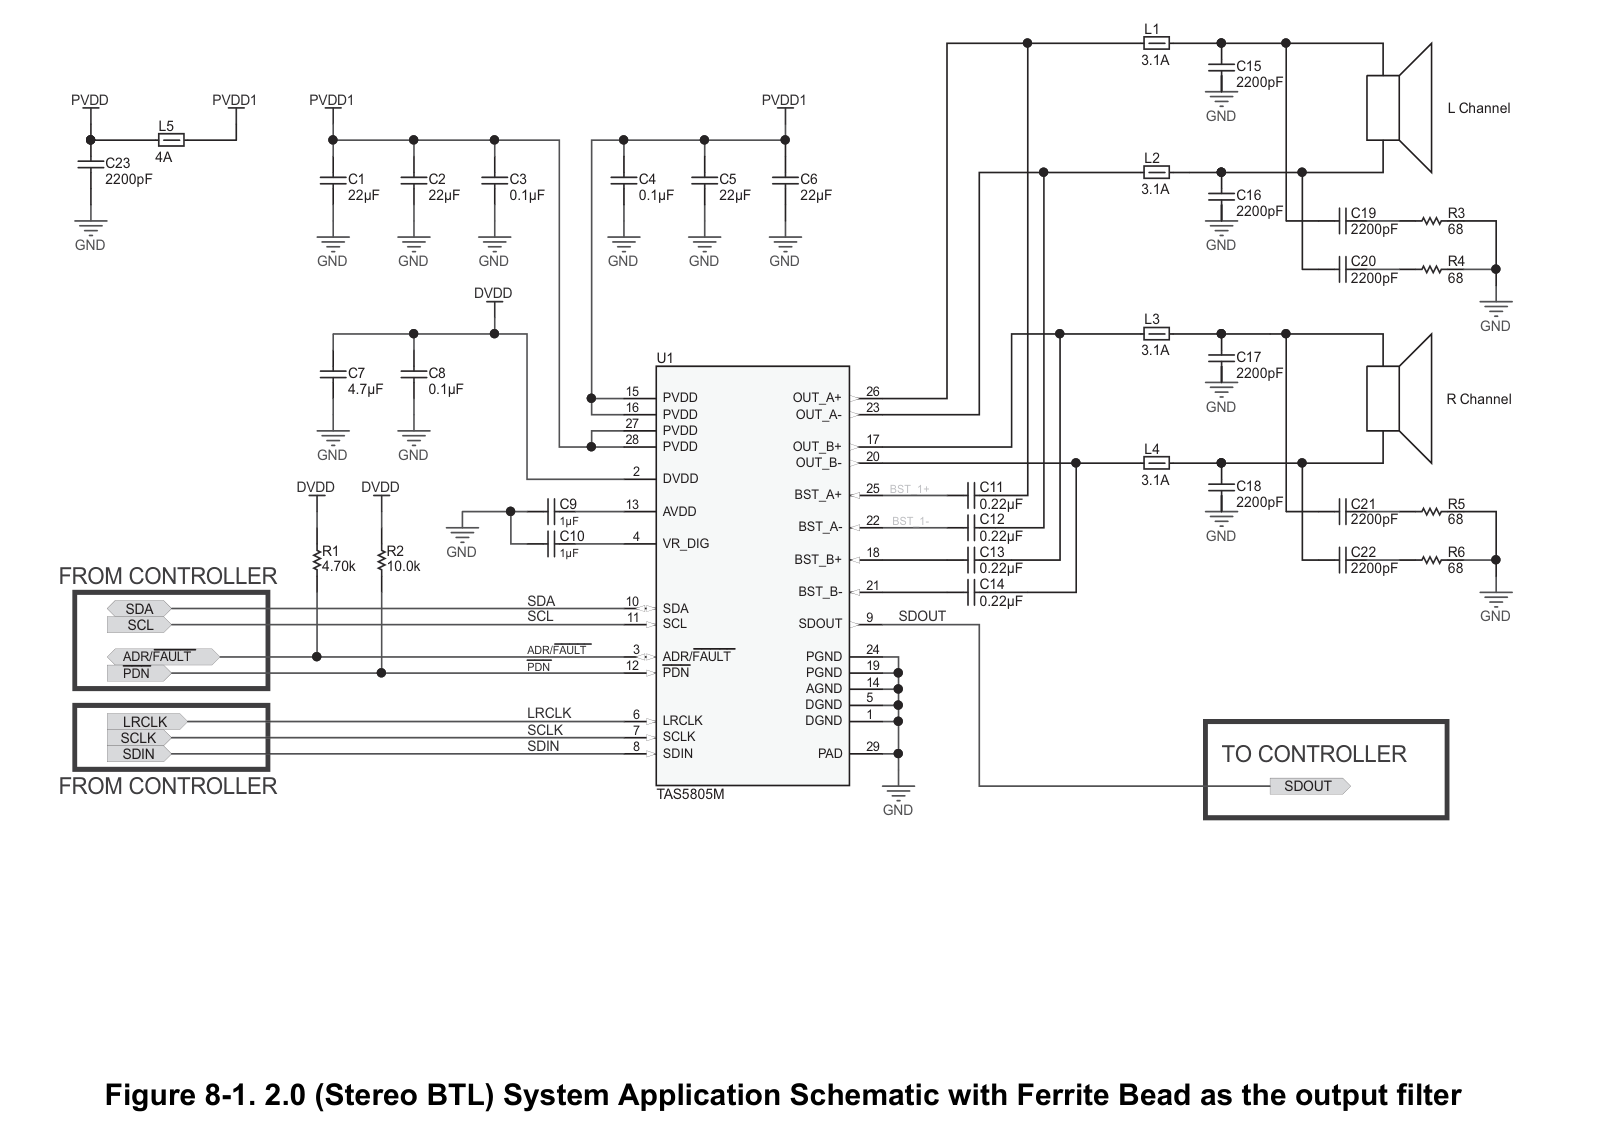 L1
3.1A
C15
2200pF
GND
L Channel
PVDD
PVDD1
L5
4A
C23
2200pF
GND
PVDD1
C1
22µF
GND
C2
22µF
GND
C3
0.1µF
GND
PVDD1
C4
0.1µF
GND
C5
22µF
C6
22µF
GND
L2
3.1A
C16
2200pF
GND
C19
2200pF
R3
68
C20
2200pF
R4
68
GND
DVDD
C7
4.7µF
GND
C8
0.1µF
GND
L3
3.1A
C17
2200pF
GND
R Channel
L4
3.1A
C18
2200pF
GND
C21
2200pF
R5
68
C22
2200pF
R6
68
GND
U1
15 PVDD
16 PVDD
27 PVDD
28 PVDD
2 DVDD
13 AVDD
4 VR_DIG
10 SDA
11 SCL
3 ADR/FAULT
12 PDN
6 LRCLK
7 SCLK
8 SDIN
OUT_A+ 26
OUT_A- 23
OUT_B+ 17
OUT_B- 20
BST_A+ 25 BST_1+
BST_A- 22 BST_1-
BST_B+ 18
BST_B- 21
SDOUT 9 SDOUT
PGND 24
PGND 19
AGND 14
DGND 5
DGND 1
PAD 29
TAS5805M
GND
C11
0.22µF
C12
0.22µF
C13
0.22µF
C14
0.22µF
C9
1µF
C10
1µF
GND
DVDD
DVDD
R1
4.70k
R2
10.0k
FROM CONTROLLER
SDA
SCL
ADR/FAULT
PDN
SDA
SCL
ADR/FAULT
PDN
LRCLK
SCLK
SDIN
LRCLK
SCLK
SDIN
FROM CONTROLLER
TO CONTROLLER
SDOUT
Figure 8-1. 2.0 (Stereo BTL) System Application Schematic with Ferrite Bead as the output filter